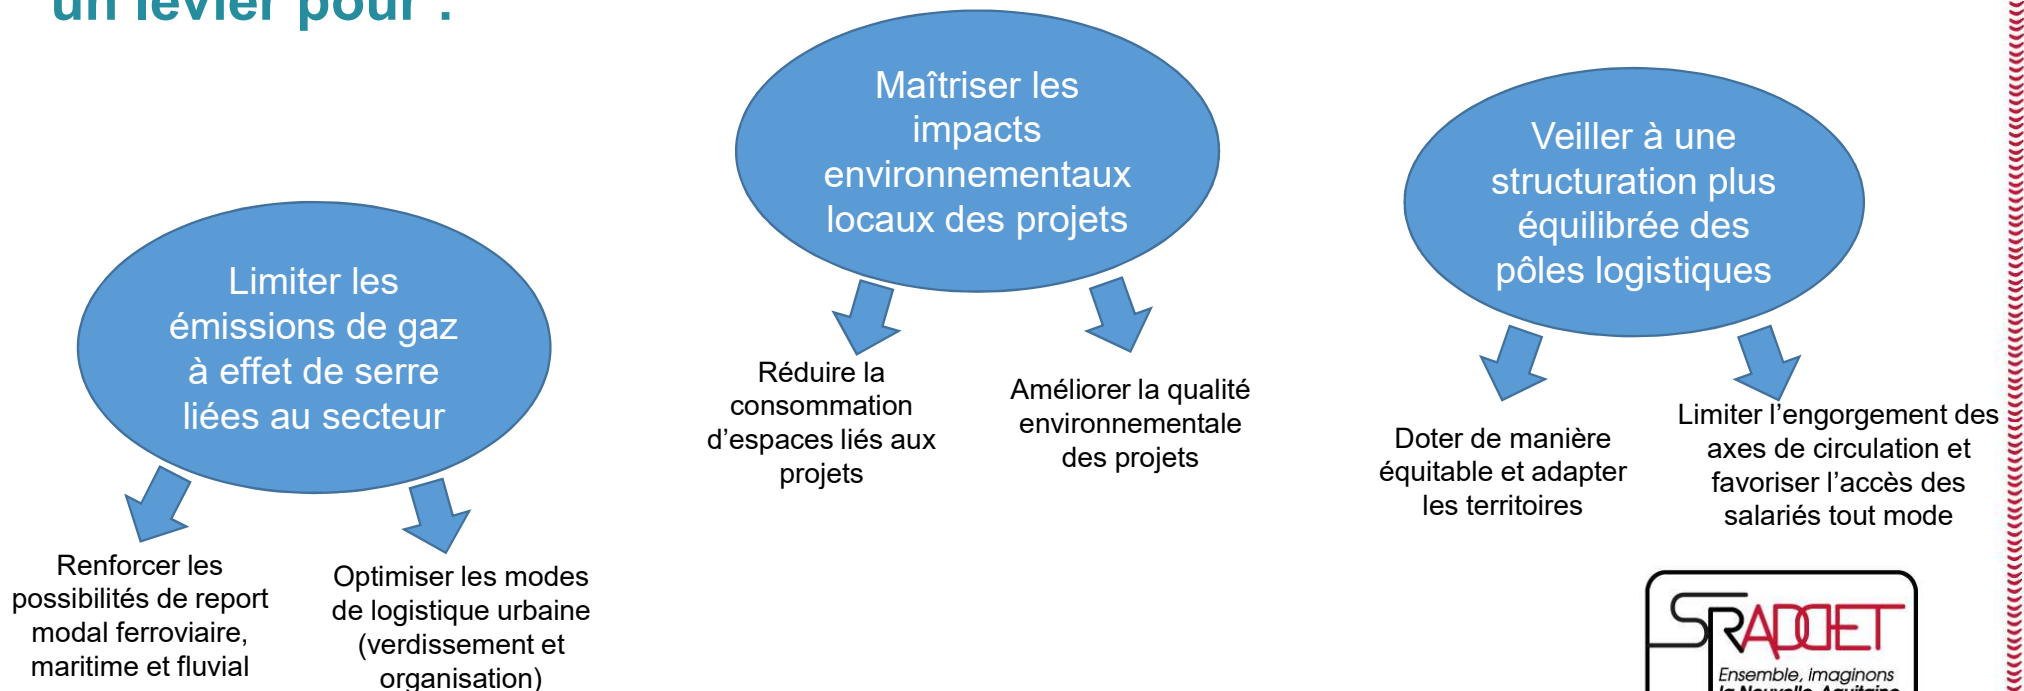 un levier pour :
Limiter les
émissions de gaz
à effet de serre
liées au secteur
Renforcer les
possibilités de report
modal ferroviaire,
maritime et fluvial
Optimiser les modes
de logistique urbaine
(verdissement et
organisation)
Maîtriser les
impacts
environnementaux
locaux des projets
Réduire la
consommation
d’espaces liés aux
projets
Améliorer la qualité
environnementale
des projets
Veiller à une
structuration plus
équilibrée des
pôles logistiques
Doter de manière
équitable et adapter
les territoires
Limiter l’engorgement des
axes de circulation et
favoriser l’accès des
salariés tout mode
SRADDET
Ensemble, imaginons
la Nouvelle-Aquitaine